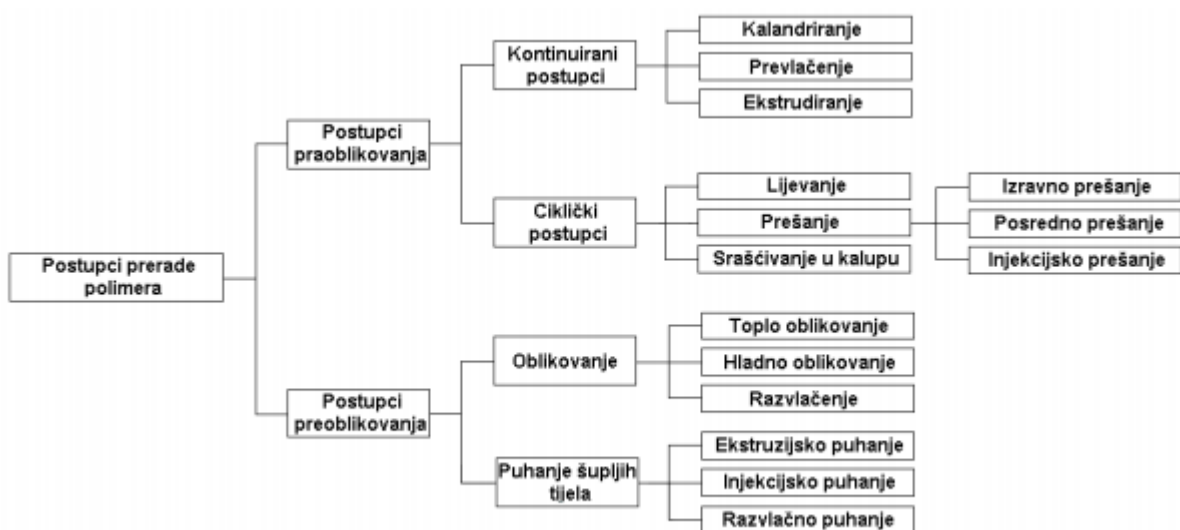 Postupci prerade
polimera
Postupci
praoblikovanja
Kontinuirani
postupci
Kalandriranje
Prevlačenje
Ekstrudiranje
Ciklički
postupci
Lijevanje
Prešanje
Srašćivanje u kalupu
Izravno prešanje
Posredno prešanje
Injekcijsko prešanje
Postupci
preoblikovanja
Oblikovanje
Toplo oblikovanje
Hladno oblikovanje
Razvlačenje
Puhanje šupljih
tijela
Ekstruzijsko puhanje
Injekcijsko puhanje
Razvlačno puhanje